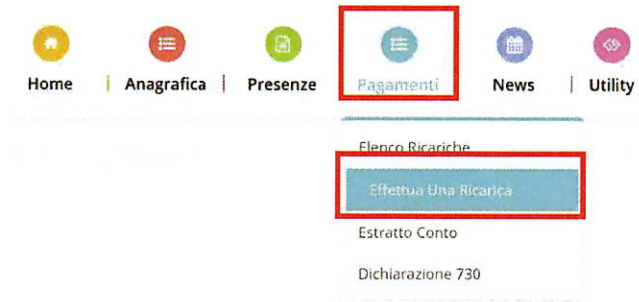 Home | Anagrafica | Presenze Pagamenti News | Utility
Elenco Ricariche
Effettua Una Ricarica
Estratto Conto
Dichiarazione 730